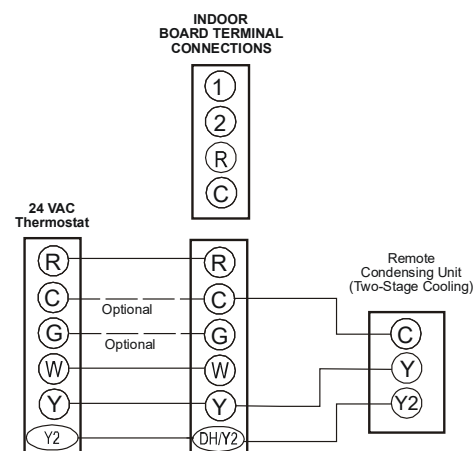 INDOOR
BOARD TERMINAL
CONNECTIONS
1
2
R
C
24 VAC
Thermostat
R
C
G
W
Y
Y2
Optional
Optional
R
C
G
W
Y
DH/Y2
Remote
Condensing Unit
(Two-Stage Cooling)
C
Y
Y2